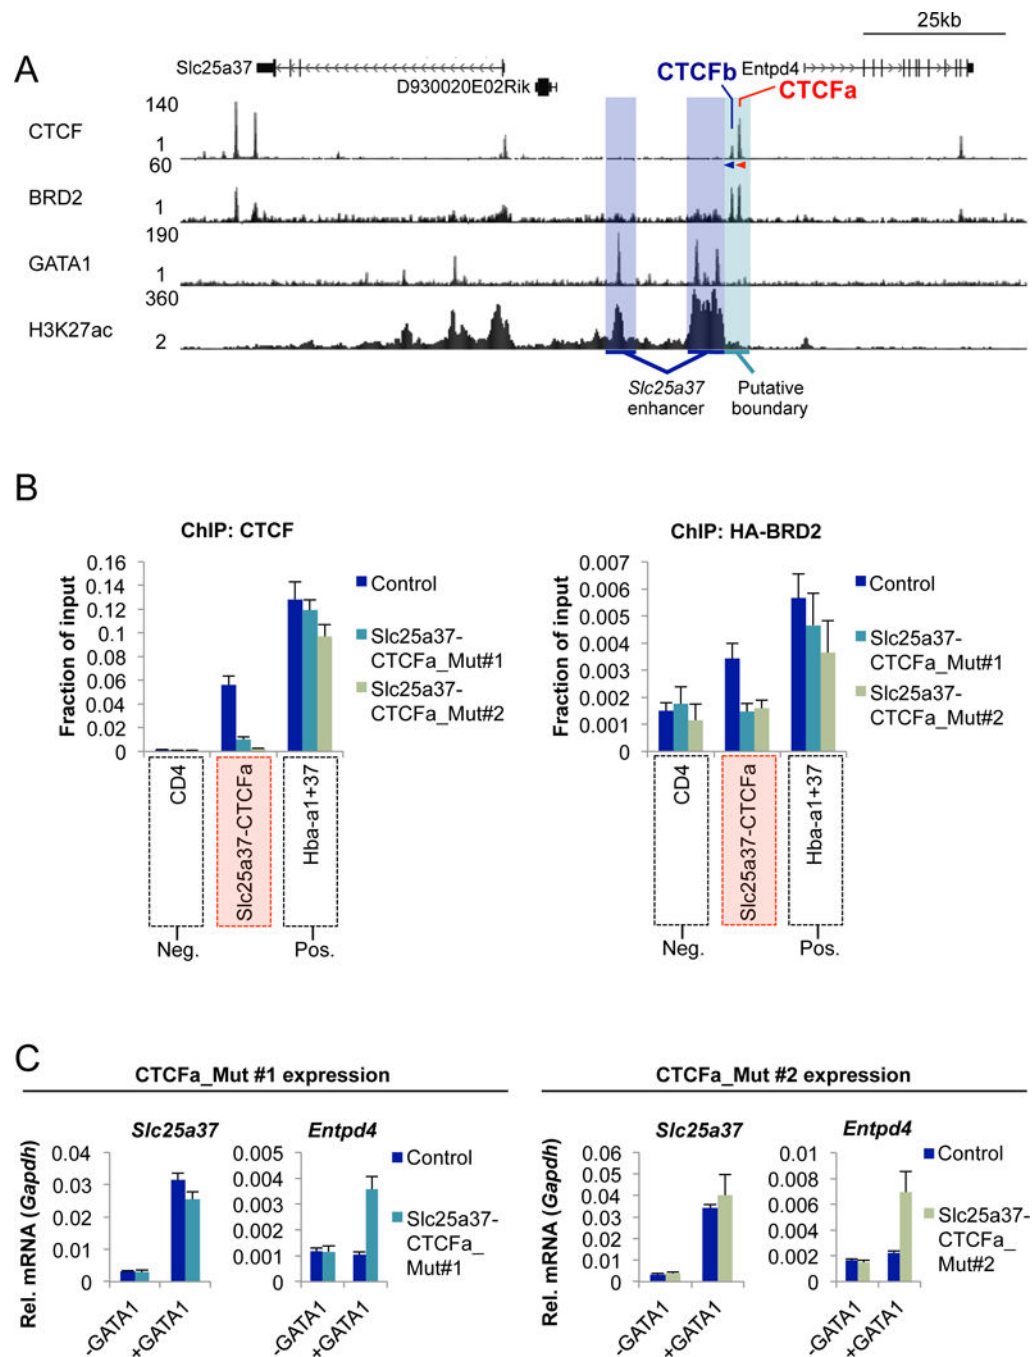 25kb
A
Slc25a37
D930020E02Rik
Entpd4
CTCFb
CTCFa
CTCF
140
1
BRD2
60
1
GATA1
190
1
H3K27ac
360
2
Slc25a37
enhancer
Putative
boundary
B
ChIP: CTCF
Fraction of input
0.16
0.14
0.12
0.1
0.08
0.06
0.04
0.02
0
Control
Slc25a37-
CTCFa_Mut#1
Slc25a37-
CTCFa_Mut#2
CD4
Slc25a37-CTCFa
Hba-a1+37
Neg.
Pos.
ChIP: HA-BRD2
Fraction of input
0.007
0.006
0.005
0.004
0.003
0.002
0.001
0
Control
Slc25a37-
CTCFa_Mut#1
Slc25a37-
CTCFa_Mut#2
CD4
Slc25a37-CTCFa
Hba-a1+37
Neg.
Pos.
C
CTCFa_Mut #1 expression
Rel. mRNA (Gapdh)
Slc25a37
0.04
0.03
0.02
0.01
0
-GATA1
+GATA1
Entpd4
0.005
0.004
0.003
0.002
0.001
0
-GATA1
+GATA1
Control
Slc25a37-
CTCFa_
Mut#1
CTCFa_Mut #2 expression
Rel. mRNA (Gapdh)
Slc25a37
0.06
0.05
0.04
0.03
0.02
0.01
0
-GATA1
+GATA1
Entpd4
0.010
0.008
0.006
0.004
0.002
0
-GATA1
+GATA1
Control
Slc25a37-
CTCFa_
Mut#2